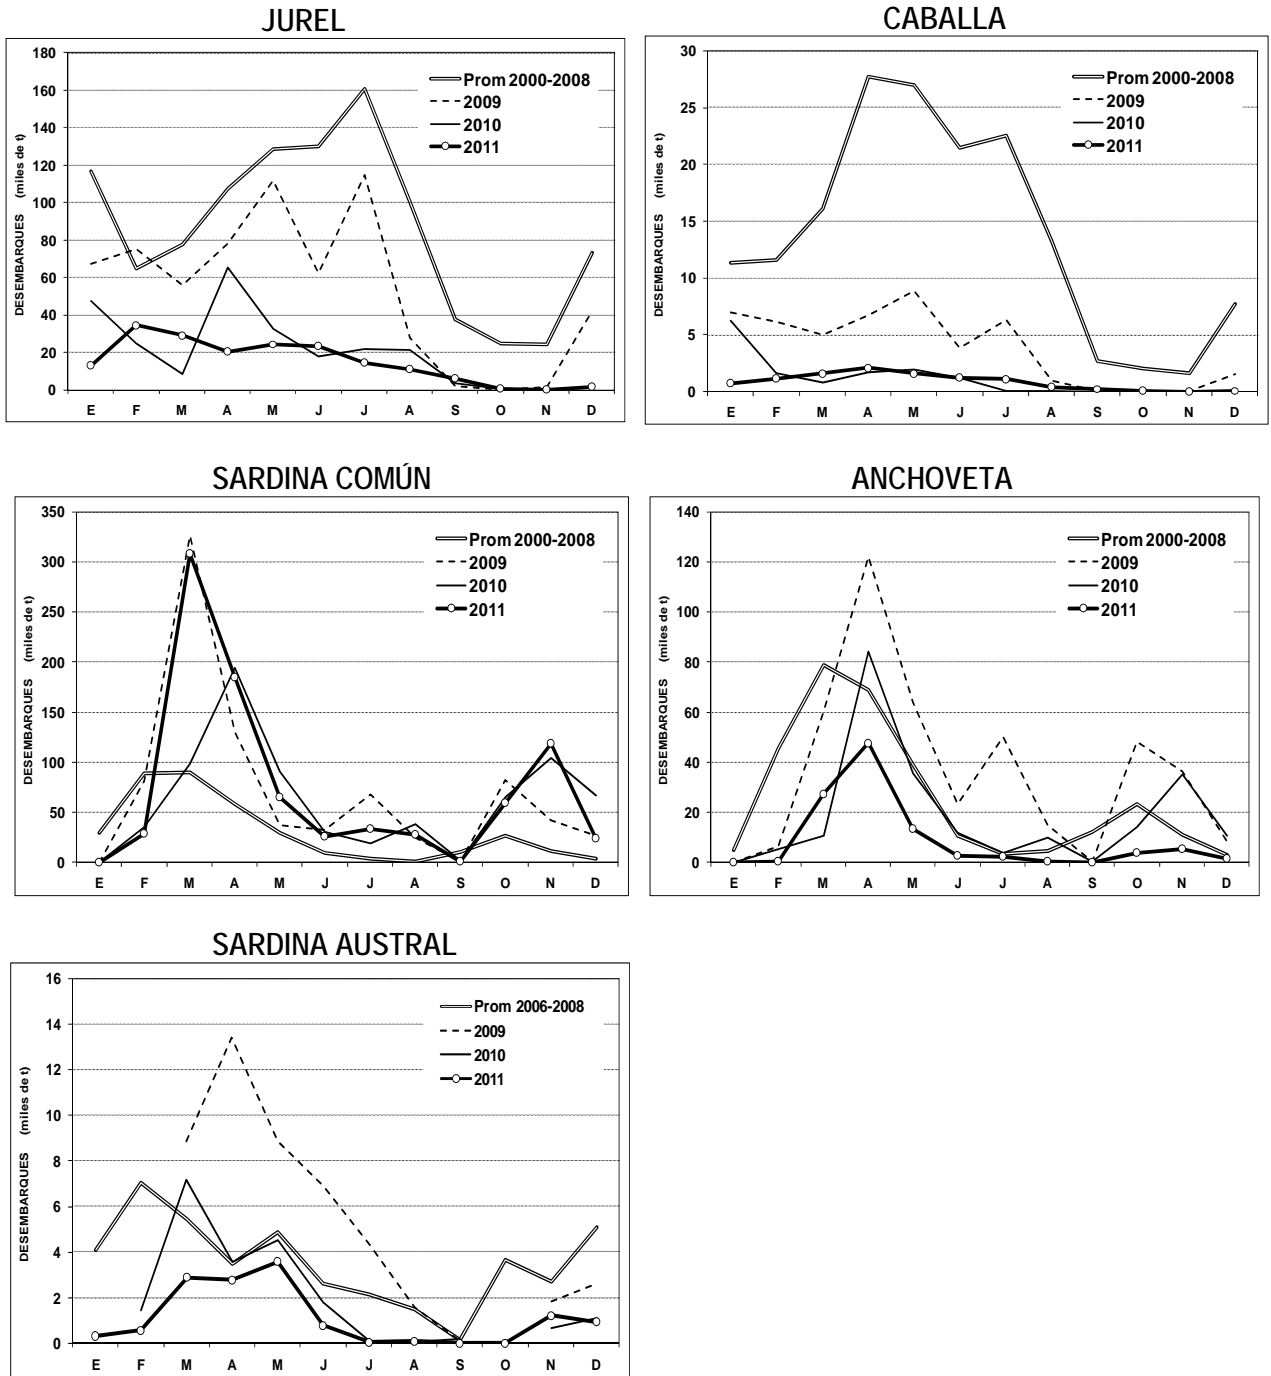 JUREL
180
160
140
120
100
80
60
40
20
0
DESEMBARQUES (miles de t)
Prom 2000-2008
2009
2010
2011
E F M A M J J A S O N D
CABALLA
30
25
20
15
10
5
0
DESEMBARQUES (miles de t)
Prom 2000-2008
2009
2010
2011
E F M A M J J A S O N D
SARDINA COMÚN
350
300
250
200
150
100
50
0
DESEMBARQUES (miles de t)
Prom 2000-2008
2009
2010
2011
E F M A M J J A S O N D
ANCHOVETA
140
120
100
80
60
40
20
0
DESEMBARQUES (miles de t)
Prom 2000-2008
2009
2010
2011
E F M A M J J A S O N D
SARDINA AUSTRAL
16
14
12
10
8
6
4
2
0
DESEMBARQUES (miles de t)
Prom 2006-2008
2009
2010
2011
E F M A M J J A S O N D